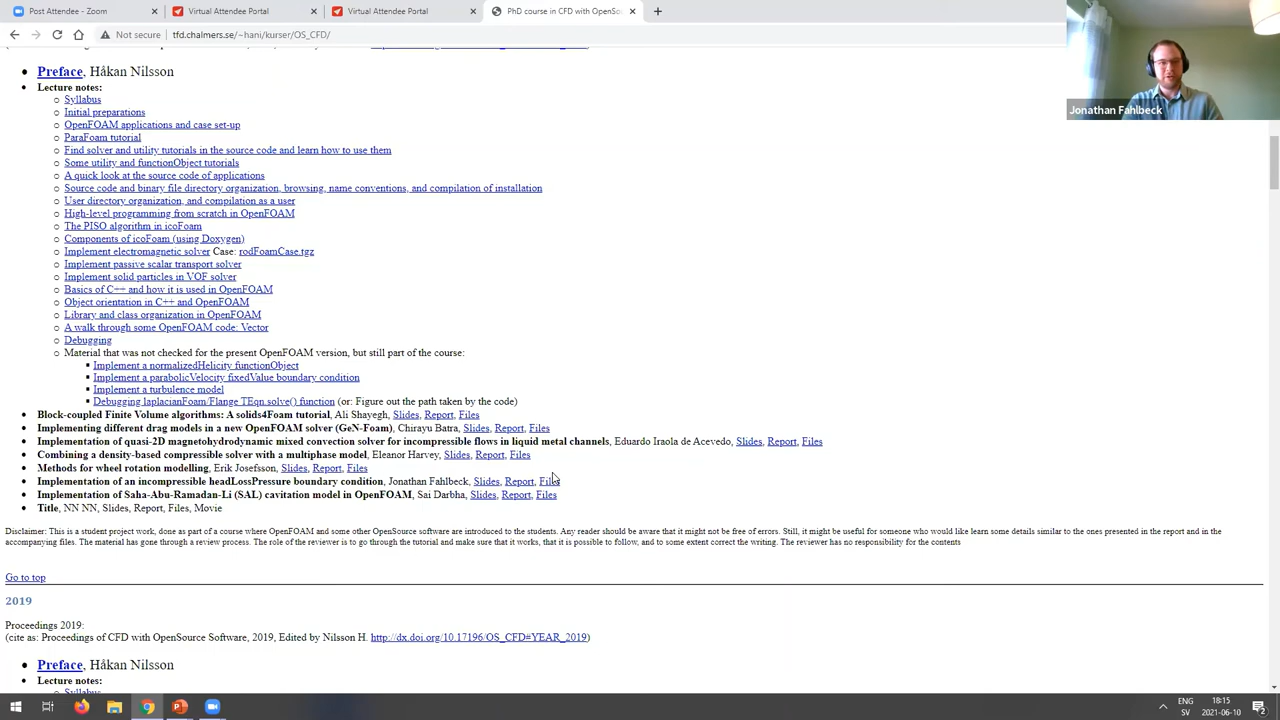 Post Attendee - Zoom
Virtual Attendee Portal
Virtual Attendee Portal
PhD course in CFD with OpenSo
Not secure
tfd.chalmers.se/~hani/kurser/OS_CFD/
Jonathan Fahlbeck
• Preface, Håkan Nilsson
• Lecture notes:
Syllabus
Initial preparations
OpenFOAM applications and case set-up
ParaFoam tutorial
Find solver and utility tutorials in the source code and learn how to use them
Some utility and functionObject tutorials
A quick look at the source code of applications
Source code and binary file directory organization, browsing, name conventions, and compilation of installation
User directory organization, and compilation as a user
High-level programming from scratch in OpenFOAM
The PISO algorithm in icoFoam
Components of icoFoam (using Doxygen)
Implement electromagnetic solver Case: rodFoamCase.tgz
Implement passive scalar transport solver
Implement solid particles in VOF solver
Basics of C++ and how it is used in OpenFOAM
Object orientation in C++ and OpenFOAM
Library and class organization in OpenFOAM
A walk through some OpenFOAM code: Vector
Debugging
Material that was not checked for the present OpenFOAM version, but still part of the course:
Implement a normalizedHelicity functionObject
Implement a parabolicVelocity fixedValue boundary condition
Implement a turbulence model
Debugging laplacianFoam/Flange TEqn.solve() function (or: Figure out the path taken by the code)
• Block-coupled Finite Volume algorithms: A solids4Foam tutorial, Ali Shayegh, Slides, Report, Files
• Implementing different drag models in a new OpenFOAM solver (GeN-Foam), Chirayu Batra, Slides, Report, Files
• Implementation of quasi-2D magnetohydrodynamic mixed convection solver for incompressible flows in liquid metal channels, Eduardo Iraola de Acevedo, Slides, Report, Files
• Combining a density-based compressible solver with a multiphase model, Eleanor Harvey, Slides, Report, Files
• Methods for wheel rotation modelling, Erik Josefsson, Slides, Report, Files
• Implementation of an incompressible headLossPressure boundary condition, Jonathan Fahlbeck, Slides, Report, Files
• Implementation of Saha-Abu-Ramadan-Li (SAL) cavitation model in OpenFOAM, Sai Darbha, Slides, Report, Files
• Title, NN NN, Slides, Report, Files, Movie
Disclaimer: This is a student project work, done as part of a course where OpenFOAM and some other OpenSource software are introduced to the students. Any reader should be aware that it might not be free of errors. Still, it might be useful for someone who would like learn some details similar to the ones presented in the report and in the
accompanying files. The material has gone through a review process. The role of the reviewer is to go through the tutorial and make sure that it works, that it is possible to follow, and to some extent correct the writing. The reviewer has no responsibility for the contents
Go to top
2019
Proceedings 2019:
(cite as: Proceedings of CFD with OpenSource Software, 2019, Edited by Nilsson H. http://dx.doi.org/10.17196/OS_CFD#YEAR_2019)
• Preface, Håkan Nilsson
• Lecture notes:
Syllabus
ENG
SV
18:15
2021-06-10
2